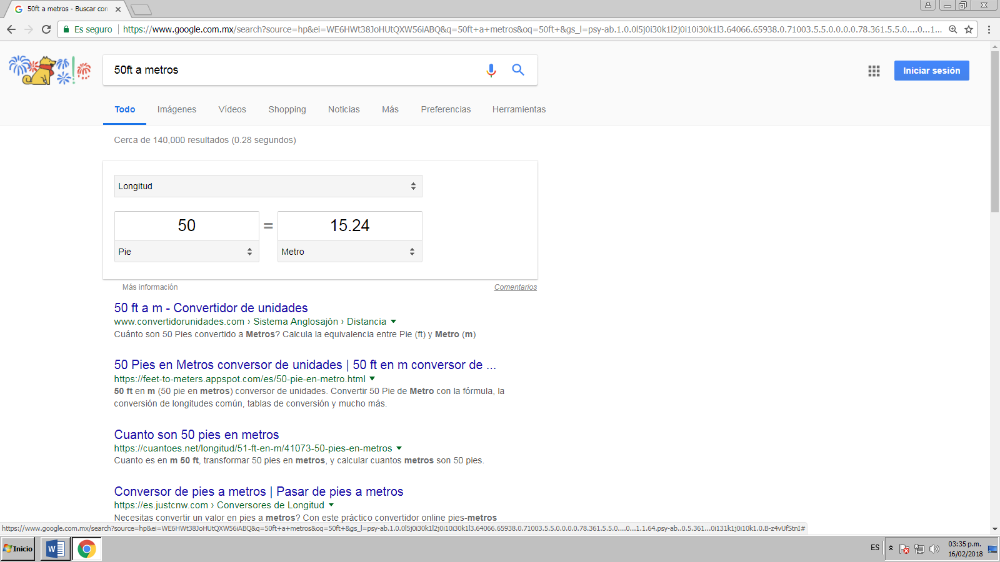 50ft a metros - Buscar con
Es seguro
https://www.google.com.mx/search?source=hp&ei=WE6HWt38JoHUtQXW56iABQ&q=50ft+a+metros&oq=50ft+&gs_l=psy-ab.1.0.0l5j0i30k1l2j0i10i30k1l3.64066.65938.0.71003.5.5.0.0.0.0.78.361.5.5.0....0...1...
50ft a metros
Iniciar sesión
Todo Imágenes Vídeos Shopping Noticias Más Preferencias Herramientas
Cerca de 140,000 resultados (0.28 segundos)
Longitud
50 = 15.24
Pie Metro
Más información Comentarios
50 ft a m - Convertidor de unidades
www.convertidorunidades.com › Sistema Anglosajón › Distancia
Cuánto son 50 Pies convertido a Metros? Calcula la equivalencia entre Pie (ft) y Metro (m)
50 Pies en Metros conversor de unidades | 50 ft en m conversor de ...
https://feet-to-meters.appspot.com/es/50-pie-en-metro.html
50 ft en m (50 pie en metros) conversor de unidades. Convertir 50 Pie de Metro con la fórmula, la
conversión de longitudes común, tablas de conversión y mucho más.
Cuanto son 50 pies en metros
https://cuantoes.net/longitud/51-ft-en-m/41073-50-pies-en-metros
Cuanto es en m 50 ft, transformar 50 pies en metros, y calcular cuantos metros son 50 pies.
Conversor de pies a metros | Pasar de pies a metros
https://es.justcnw.com › Conversores de Longitud
Necesitas convertir un valor en pies a metros? Con este práctico convertidor online pies-metros
https://www.google.com.mx/search?source=hp&ei=WE6HWt38JoHUtQXW56iABQ&q=50ft+a+metros&oq=50ft+&gs_l=psy-ab.1.0.0l5j0i30k1l2j0i10i30k1l3.64066.65938.0.71003.5.5.0.0.0.0.78.361.5.5.0....0...1.1.64.psy-ab..0.5.361...0i131k1j0i10k1.0.B-z4vUfStnI#
Inicio
ES
03:35 p.m.
16/02/2018